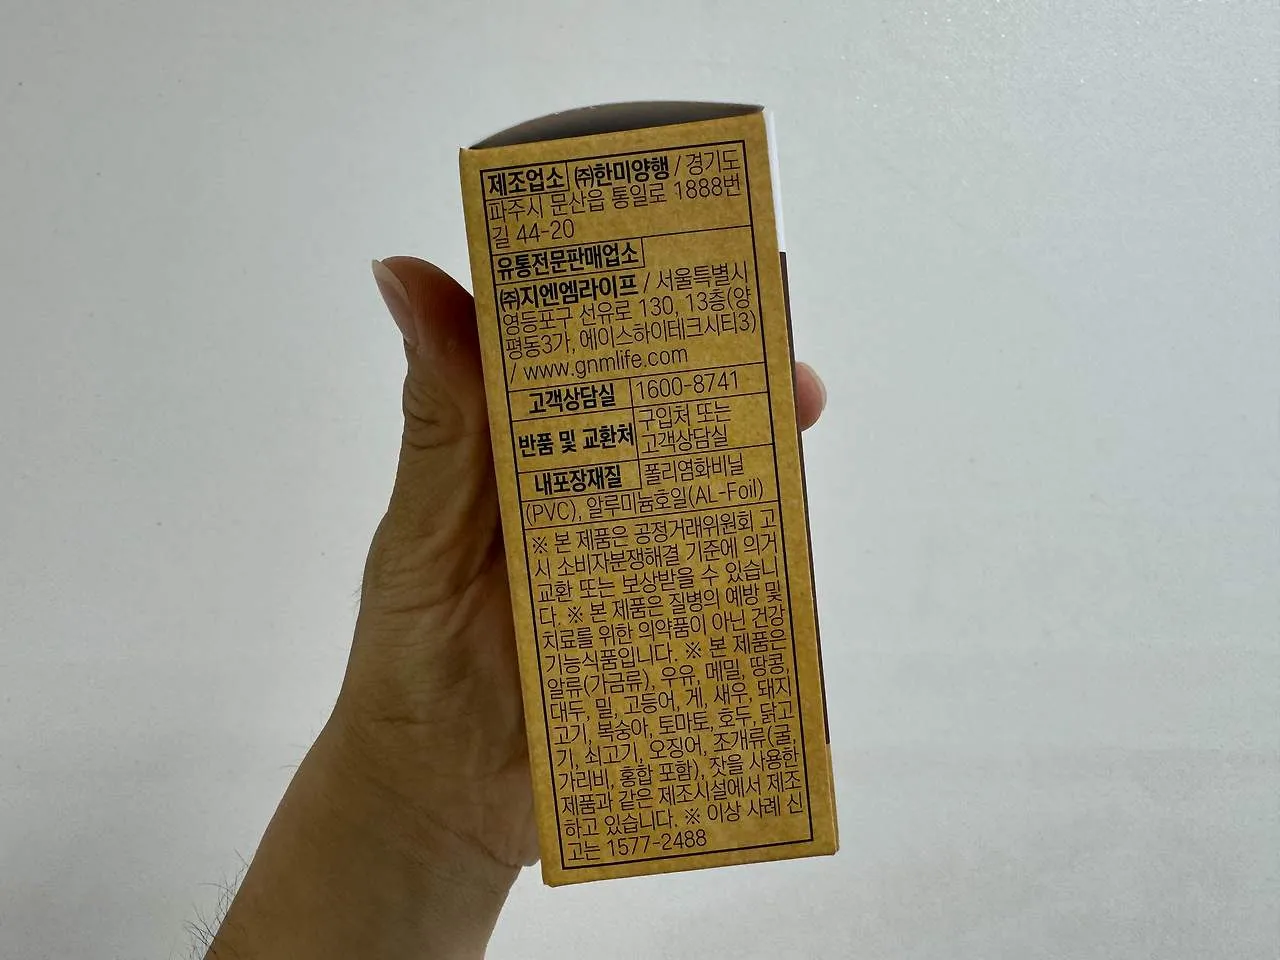 제조업소 ㈜한미양행 / 경기도
파주시 문산읍 통일로 1888번
길 44-20
유통전문판매업소
㈜지엔엠라이프 / 서울특별시
영등포구 선유로 130, 13층(양
평동3가, 에이스하이테크시티3)
/ www.gnmlife.com
고객상담실 1600-8741
반품 및 교환처 구입처 또는
고객상담실
내포장재질 폴리염화비닐
(PVC), 알루미늄호일(AL-Foil)
※ 본 제품은 공정거래위원회 고
시 소비자분쟁해결 기준에 의거
교환 또는 보상받을 수 있습니
다. ※ 본 제품은 질병의 예방 및
치료를 위한 의약품이 아닌 건강
기능식품입니다. ※ 본 제품은
알류(가금류), 우유, 메밀, 땅콩,
대두, 밀, 고등어, 게, 새우, 돼지
고기, 복숭아, 토마토, 호두, 닭고
기, 쇠고기, 오징어, 조개류(굴,
가리비, 홍합 포함), 잣을 사용한
제품과 같은 제조시설에서 제조
하고 있습니다. ※ 이상 사례 신
고는 1577-2488